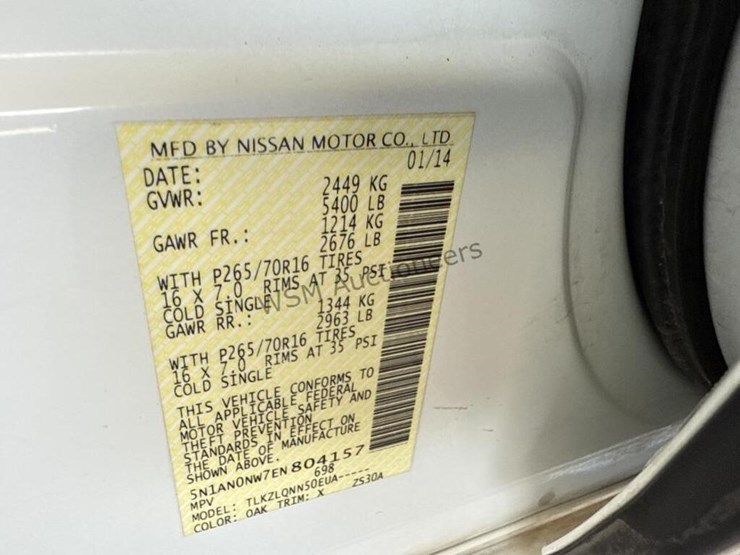 MFD BY NISSAN MOTOR CO., LTD.
DATE: 01/14
GVWR: 2449 KG
5400 LB
GAWR FR.: 1214 KG
2676 LB
WITH P265/70R16 TIRES
16 X 7.0 RIMS AT 35 PSI
COLD SINGLE
GAWR RR.: 1344 KG
2963 LB
WITH P265/70R16 TIRES
16 X 7.0 RIMS AT 35 PSI
COLD SINGLE
THIS VEHICLE CONFORMS TO
ALL APPLICABLE FEDERAL
MOTOR VEHICLE SAFETY AND
THEFT PREVENTION
STANDARDS IN EFFECT ON
THE DATE OF MANUFACTURE
SHOWN ABOVE.
5N1AN0NW7EN804157
MPV 698
MODEL: TLKZLQNN50EUA-----
COLOR: OAK TRIM: X ZS30A
WSM Auctioneers